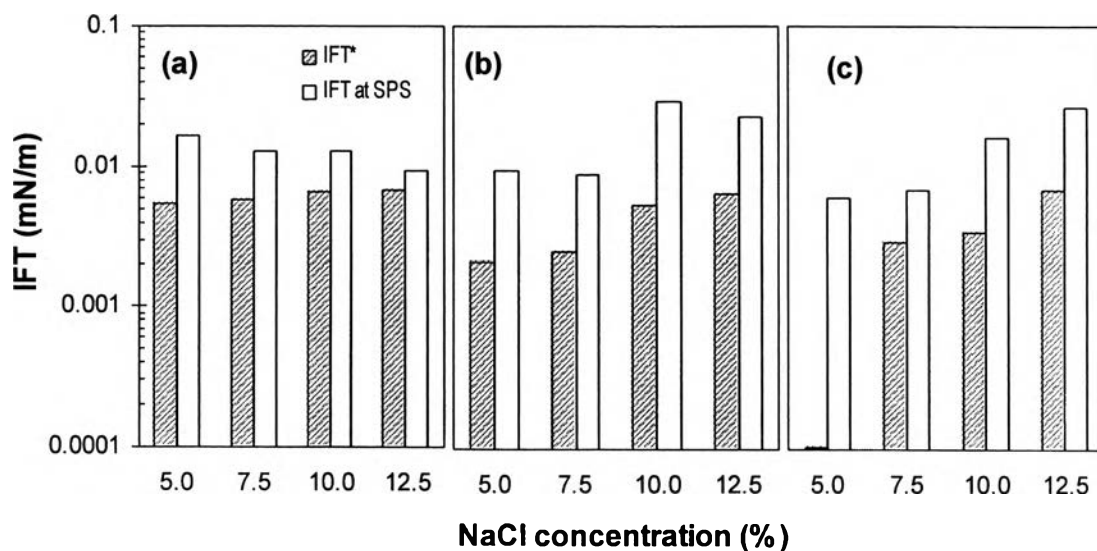 0.1
0.01
0.001
0.0001
IFT (mN/m)
(a)
IFT*
IFT at SPS
(b)
(c)
5.0 7.5 10.0 12.5 5.0 7.5 10.0 12.5 5.0 7.5 10.0 12.5
NaCl concentration (%)